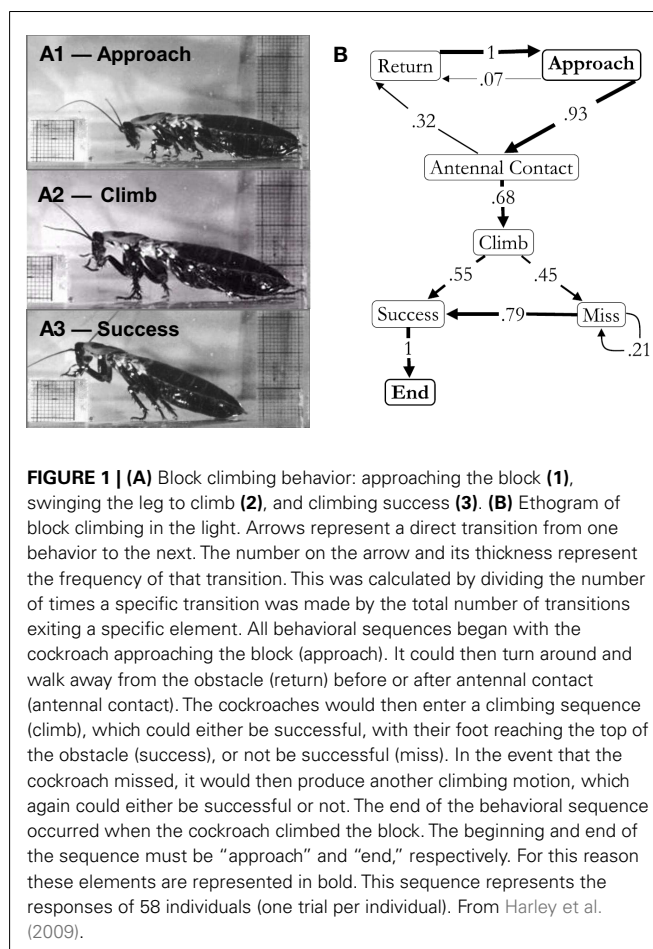 A1 — Approach
A2 — Climb
A3 — Success
B
Return
1
Approach
.07
.32
.93
Antennal Contact
.68
Climb
.55
.45
Success
.79
Miss
.21
1
End
FIGURE 1 | (A) Block climbing behavior: approaching the block (1),
swinging the leg to climb (2), and climbing success (3). (B) Ethogram of
block climbing in the light. Arrows represent a direct transition from one
behavior to the next. The number on the arrow and its thickness represent
the frequency of that transition. This was calculated by dividing the number
of times a specific transition was made by the total number of transitions
exiting a specific element. All behavioral sequences began with the
cockroach approaching the block (approach). It could then turn around and
walk away from the obstacle (return) before or after antennal contact
(antennal contact). The cockroaches would then enter a climbing sequence
(climb), which could either be successful, with their foot reaching the top of
the obstacle (success), or not be successful (miss). In the event that the
cockroach missed, it would then produce another climbing motion, which
again could either be successful or not. The end of the behavioral sequence
occurred when the cockroach climbed the block. The beginning and end of
the sequence must be “approach” and “end,” respectively. For this reason
these elements are represented in bold. This sequence represents the
responses of 58 individuals (one trial per individual). From Harley et al.
(2009).